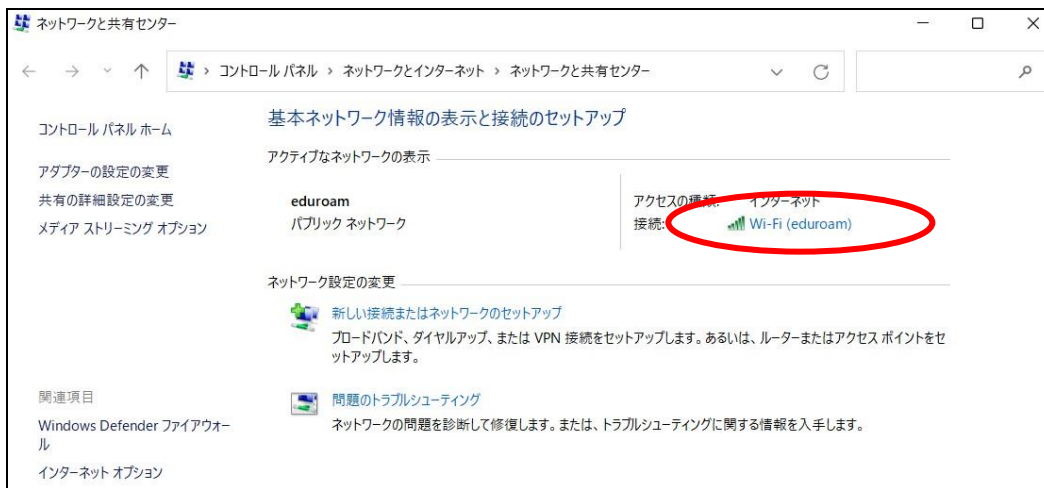 ネットワークと共有センター
コントロール パネル › ネットワークとインターネット › ネットワークと共有センター
コントロール パネル ホーム
アダプターの設定の変更
共有の詳細設定の変更
メディア ストリーミング オプション
基本ネットワーク情報の表示と接続のセットアップ
アクティブなネットワークの表示
eduroam
パブリック ネットワーク
アクセスの種類: インターネット
接続: Wi-Fi (eduroam)
ネットワーク設定の変更
新しい接続またはネットワークのセットアップ
ブロードバンド、ダイヤルアップ、または VPN 接続をセットアップします。あるいは、ルーターまたはアクセス ポイントをセ
ットアップします。
問題のトラブルシューティング
ネットワークの問題を診断して修復します。または、トラブルシューティングに関する情報を入手します。
関連項目
Windows Defender ファイアウォー
ル
インターネット オプション